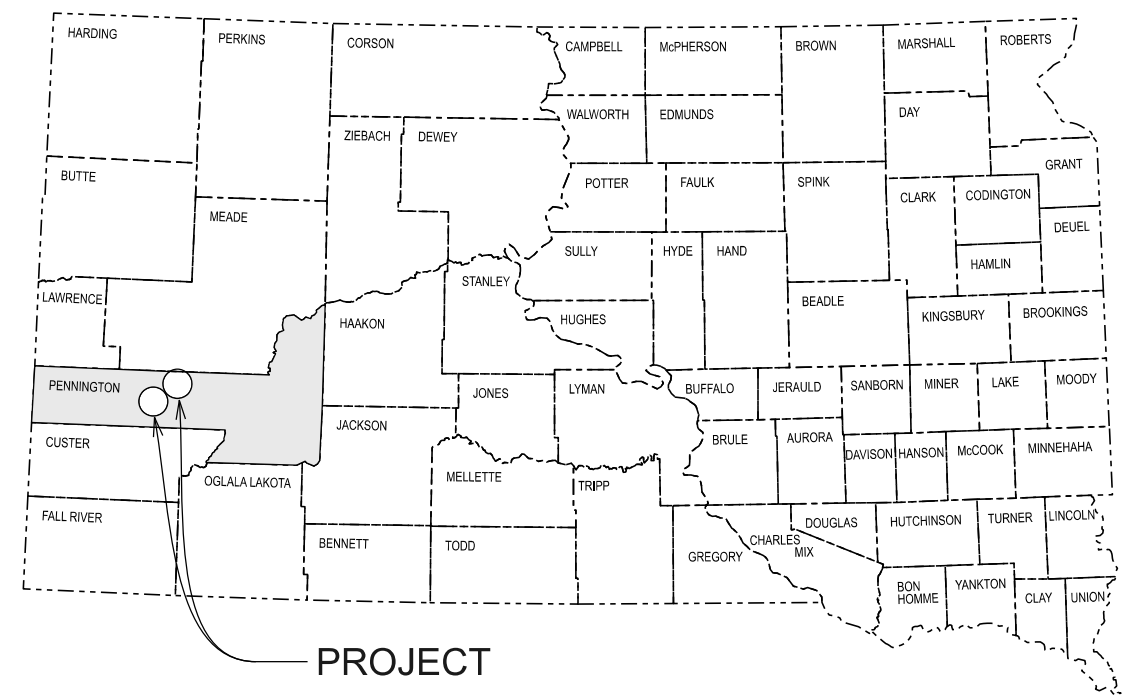 HARDING
PERKINS
CORSON
CAMPBELL
McPHERSON
BROWN
MARSHALL
ROBERTS
WALWORTH
EDMUNDS
DAY
ZIEBACH
DEWEY
GRANT
BUTTE
POTTER
FAULK
SPINK
CLARK
CODINGTON
MEADE
DEUEL
SULLY
HYDE
HAND
HAMLIN
STANLEY
LAWRENCE
BEADLE
HAAKON
HUGHES
KINGSBURY
BROOKINGS
PENNINGTON
JONES
LYMAN
BUFFALO
JERAULD
SANBORN
MINER
LAKE
MOODY
JACKSON
CUSTER
BRULE
AURORA
DAVISON
HANSON
McCOOK
MINNEHAHA
OGLALA LAKOTA
MELLETTE
TRIPP
FALL RIVER
BENNETT
TODD
GREGORY
CHARLES
MIX
DOUGLAS
HUTCHINSON
TURNER
LINCOLN
BON
HOMME
YANKTON
CLAY
UNION
PROJECT